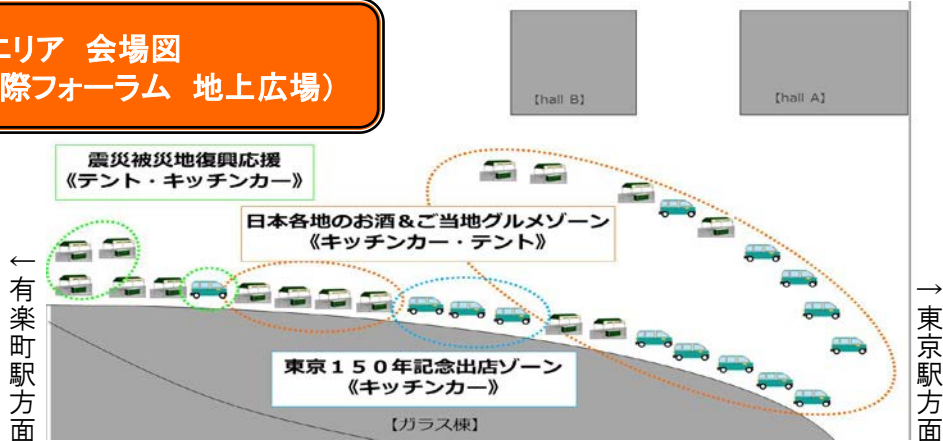 エリア 会場図
際フォーラム 地上広場）
【hall B】
【hall A】
震災被災地復興応援
《テント・キッチンカー》
日本各地のお酒＆ご当地グルメゾーン
《キッチンカー・テント》
←有楽町駅方面
→東京駅方面
東京１５０年記念出店ゾーン
《キッチンカー》
【ガラス棟】